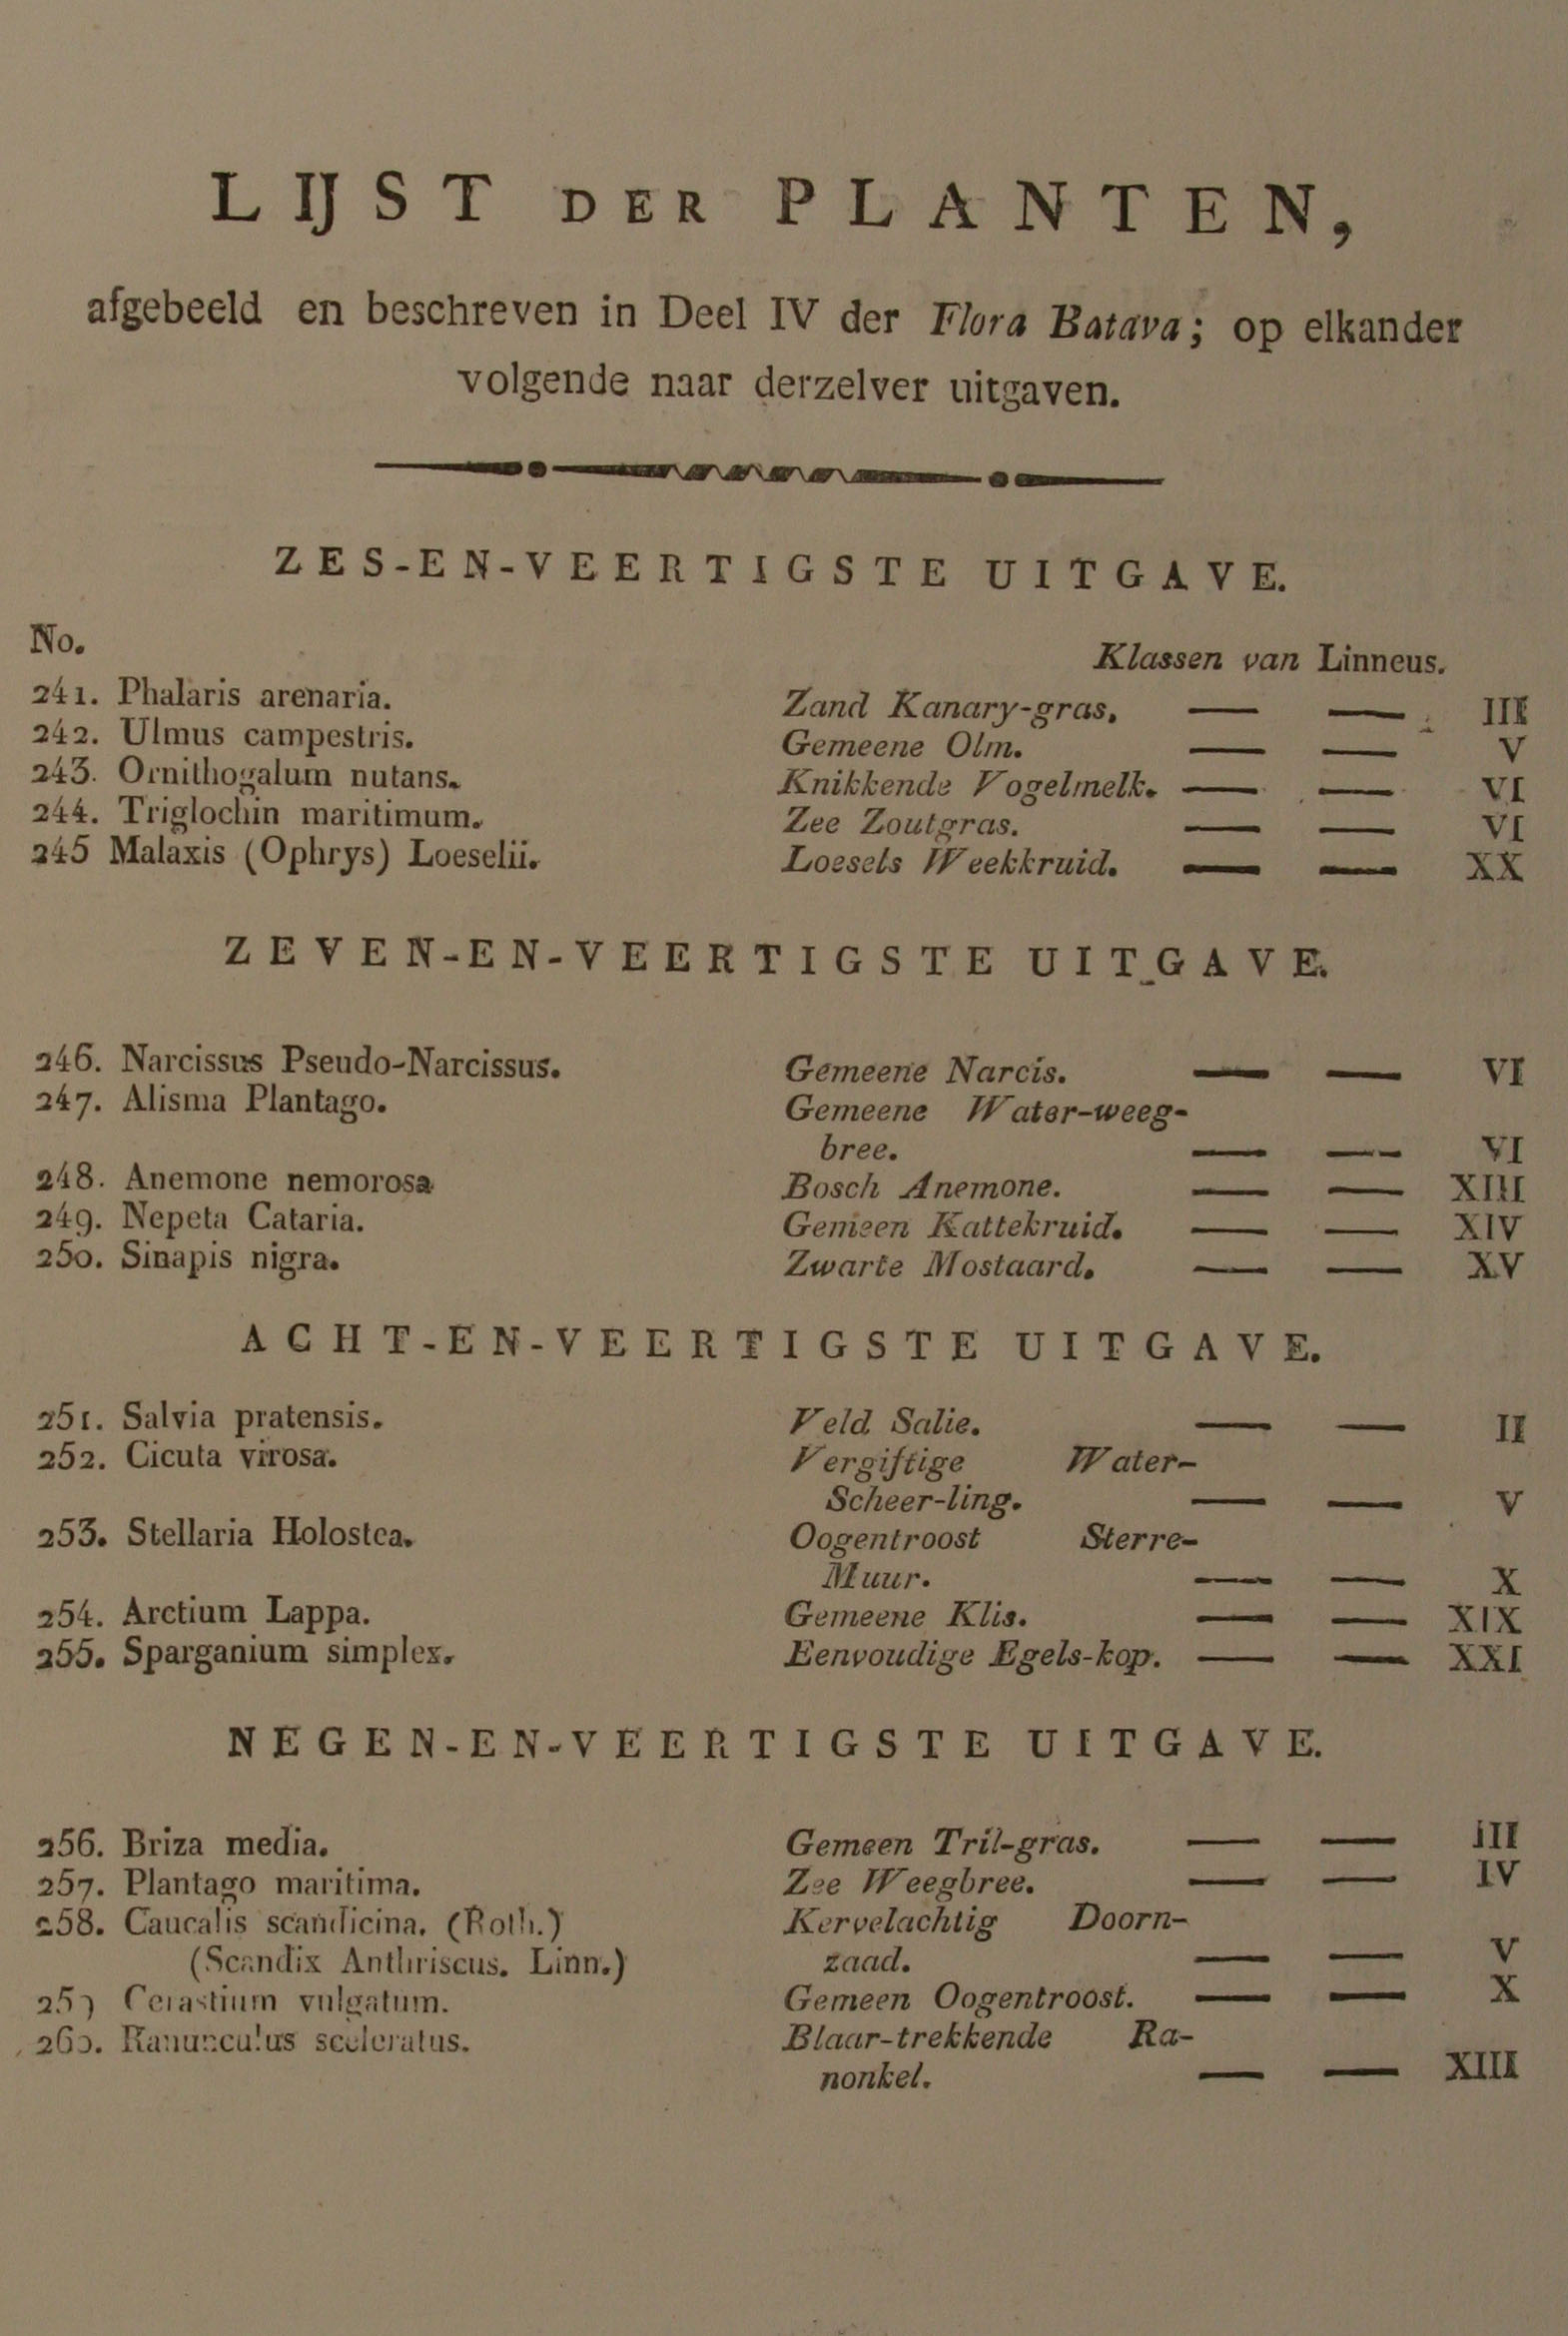 LIJST DER PLANTEN,
afgebeeld en beschreven in Deel IV der Flora Batava; op elkander
volgende naar derzelver uitgaven.
ZES-EN-VEERTIGSTE UITGAVE.
No. Klassen van Linneus.
241. Phalaris arenaria. Zand Kanary-gras. — — III
242. Ulmus campestris. Gemeene Olm. — — V
243. Ornithogalum nutans. Knikkende Vogelmelk. — — VI
244. Triglochin maritimum. Zee Zoutgras. — — VI
245 Malaxis (Ophrys) Loeselii. Loesels Weekkruid. — — XX
ZEVEN-EN-VEERTIGSTE UITGAVE.
246. Narcissus Pseudo-Narcissus. Gemeene Narcis. — — VI
247. Alisma Plantago. Gemeene Water-weeg-
bree. — — VI
248. Anemone nemorosa Bosch Anemone. — — XIII
249. Nepeta Cataria. Gemeen Kattekruid. — — XIV
250. Sinapis nigra. Zwarte Mostaard. — — XV
ACHT-EN-VEERTIGSTE UITGAVE.
251. Salvia pratensis. Veld Salie. — — II
252. Cicuta virosa. Vergiftige Water-
Scheer-ling. — — V
253. Stellaria Holostea. Oogentroost Sterre-
Muur. — — X
254. Arctium Lappa. Gemeene Klis. — — XIX
255. Sparganium simplex. Eenvoudige Egels-kop. — — XXI
NEGEN-EN-VEERTIGSTE UITGAVE.
256. Briza media. Gemeen Tril-gras. — — III
257. Plantago maritima. Zee Weegbree. — — IV
258. Caucalis scandicina. (Roth.) Kervelachtig Doorn-
(Scandix Anthriscus. Linn.) zaad. — — V
259 Cerastium vulgatum. Gemeen Oogentroost. — — X
260. Ranunculus sceleratus. Blaar-trekkende Ra-
nonkel. — — XIII